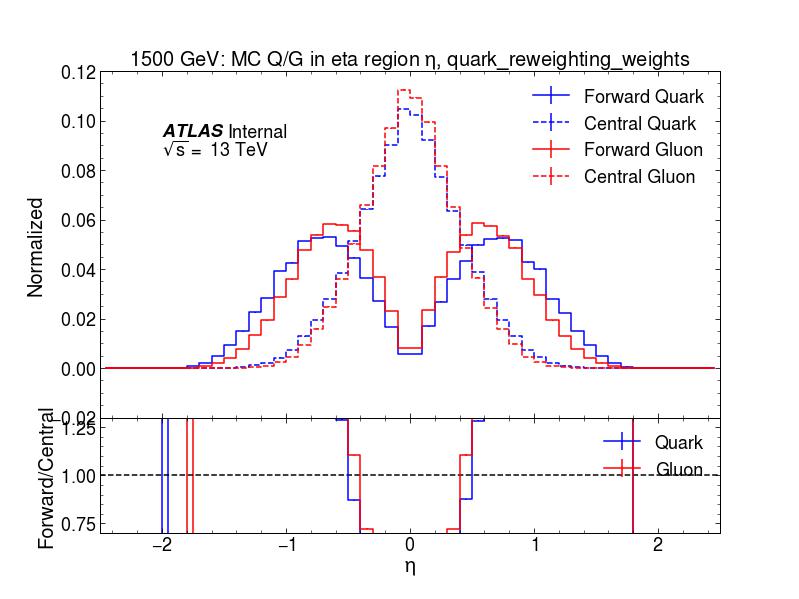 1500 GeV: MC Q/G in eta region η, quark_reweighting_weights
0.12
0.10
0.08
0.06
0.04
0.02
0.00
0.02
Normalized
ATLAS Internal
√s = 13 TeV
Forward Quark
Central Quark
Forward Gluon
Central Gluon
1.25
1.00
0.75
Forward/Central
Quark
Gluon
−2 −1 0 1 2
η